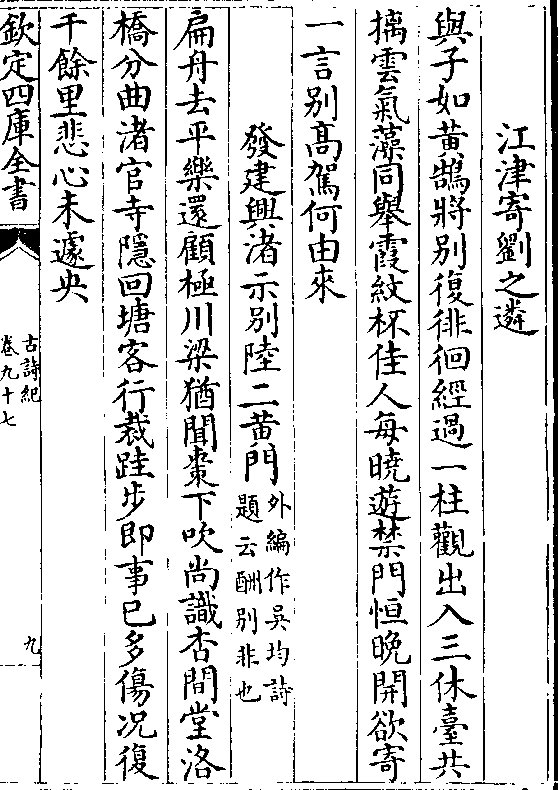 江津寄劉之遴
與子如黄鵠將别復徘徊經過一柱觀出入三休臺共
摛雲氣藻同舉霞紋杯佳人每曉遊禁門恒晩開欲寄
一言别髙駕何由來
發建興渚示别陸二黄門外編作吳均詩
題云酬别非也
扁舟去平樂還顧極川梁猶聞棗下吹尚識杏間堂洛
橋分曲渚官寺隱回塘客行裁跬步即事已多傷况復
千餘里悲心未遽央
欽定四庫全書
古詩紀
卷九十七
九